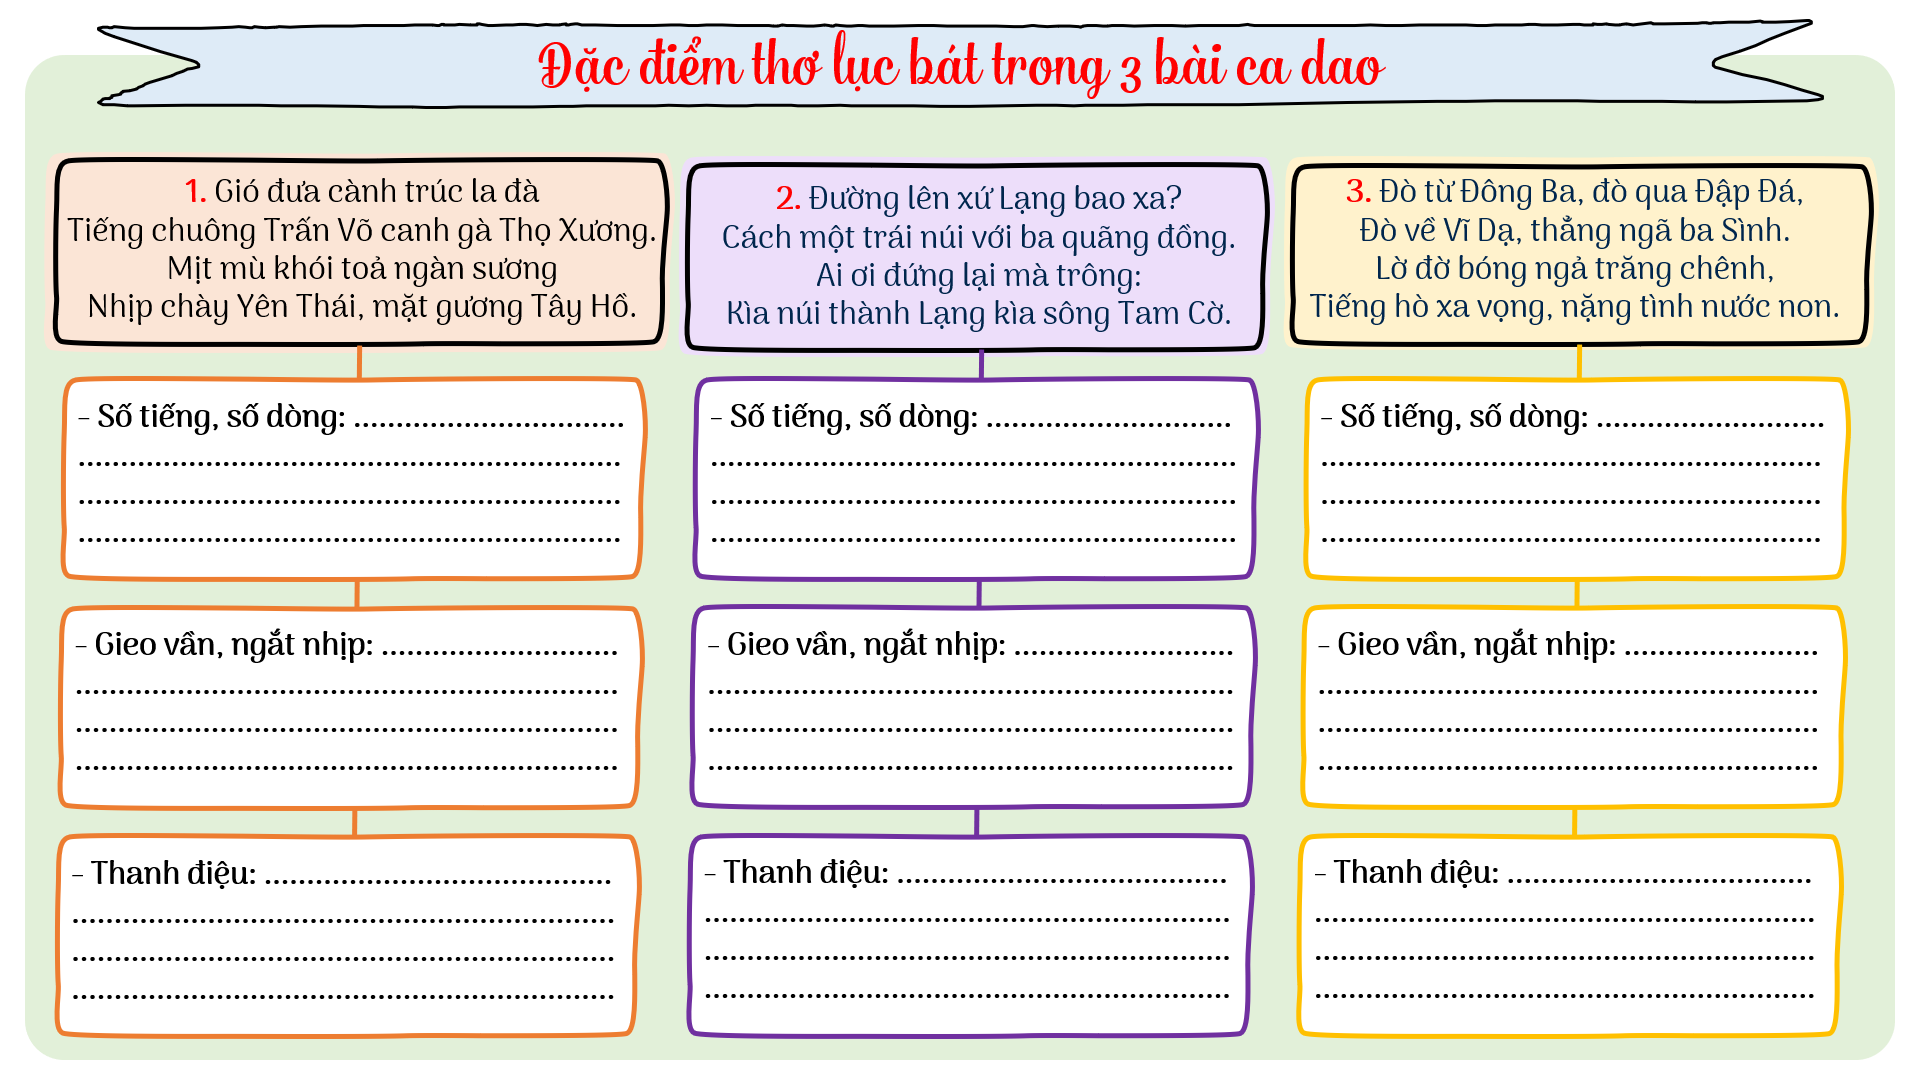 Đặc điểm thơ lục bát trong 3 bài ca dao
1. Gió đưa cành trúc la đà
Tiếng chuông Trấn Võ canh gà Thọ Xương.
Mịt mù khói toả ngàn sương
Nhịp chày Yên Thái, mặt gương Tây Hồ.
- Số tiếng, số dòng: ................................
................................................................
................................................................
................................................................
- Gieo vần, ngắt nhịp: ............................
................................................................
................................................................
................................................................
- Thanh điệu: .........................................
................................................................
................................................................
................................................................
2. Đường lên xứ Lạng bao xa?
Cách một trái núi với ba quãng đồng.
Ai ơi đứng lại mà trông:
Kìa núi thành Lạng kìa sông Tam Cờ.
- Số tiếng, số dòng: .............................
..............................................................
..............................................................
..............................................................
- Gieo vần, ngắt nhịp: ..........................
..............................................................
..............................................................
..............................................................
- Thanh điệu: .......................................
..............................................................
..............................................................
..............................................................
3. Đò từ Đông Ba, đò qua Đập Đá,
Đò về Vĩ Dạ, thẳng ngã ba Sình.
Lờ đờ bóng ngả trăng chênh,
Tiếng hò xa vọng, nặng tình nước non.
- Số tiếng, số dòng: ...........................
...........................................................
...........................................................
...........................................................
- Gieo vần, ngắt nhịp: .......................
...........................................................
...........................................................
...........................................................
- Thanh điệu: ....................................
...........................................................
...........................................................
...........................................................